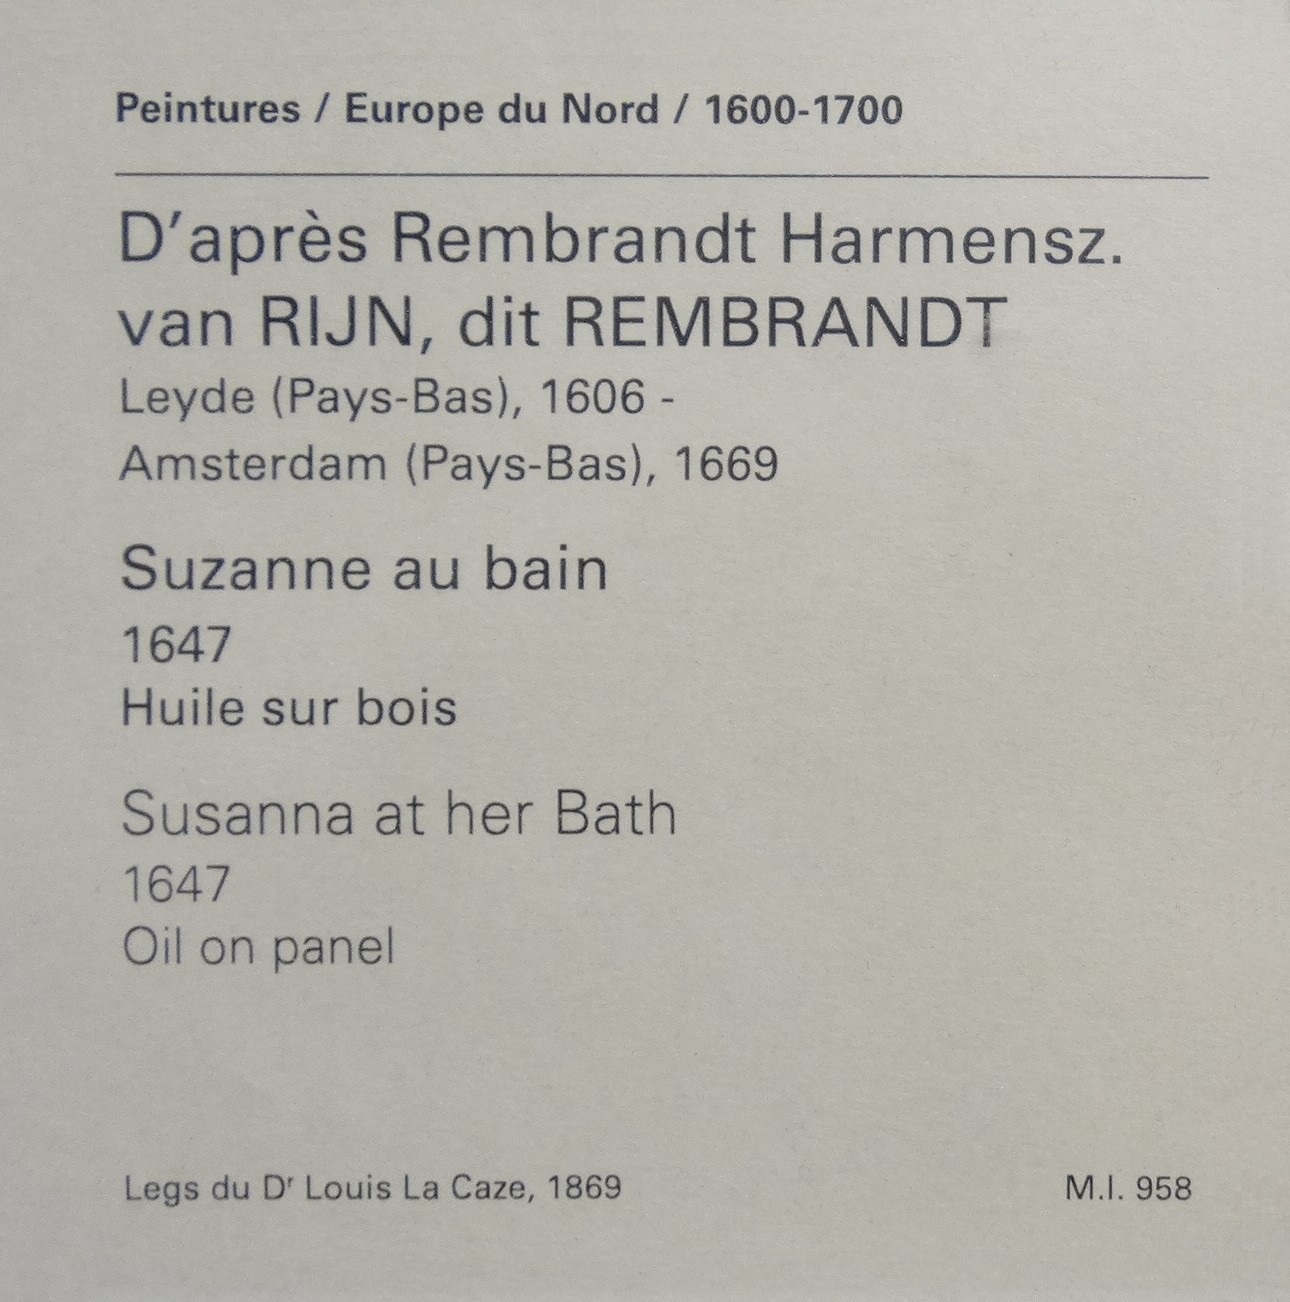 Peintures / Europe du Nord / 1600-1700
D'après Rembrandt Harmensz.
van RIJN, dit REMBRANDT
Leyde (Pays-Bas), 1606 -
Amsterdam (Pays-Bas), 1669
Suzanne au bain
1647
Huile sur bois
Susanna at her Bath
1647
Oil on panel
Legs du Dʳ Louis La Caze, 1869 M.I. 958